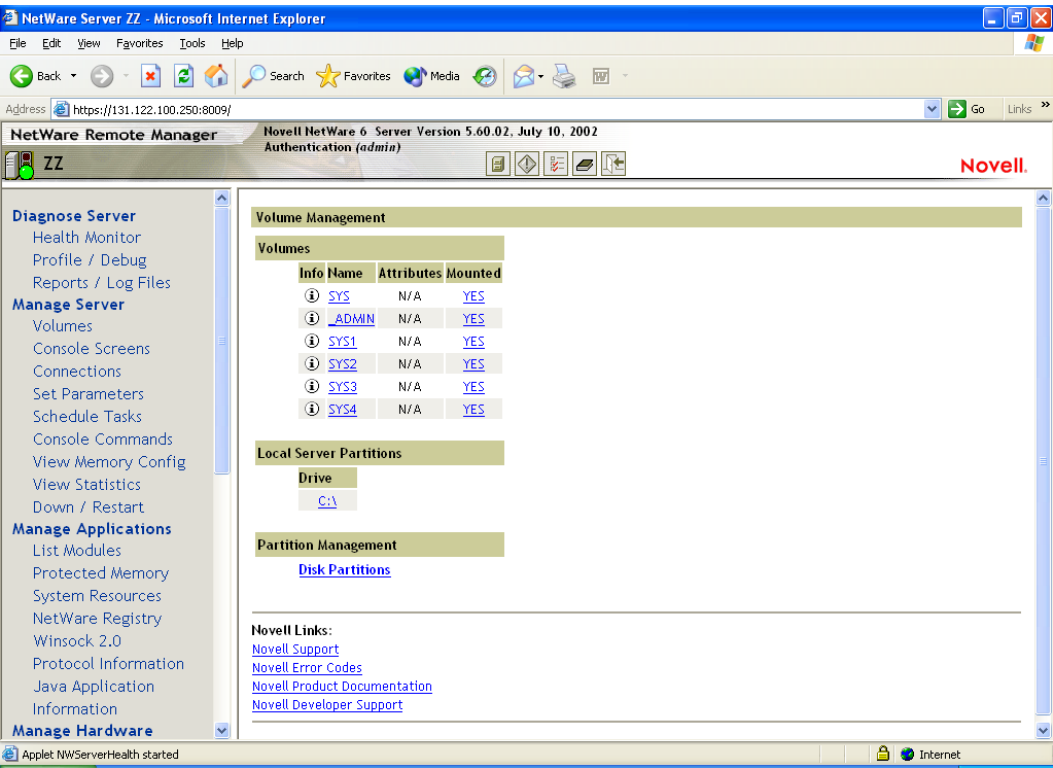 NetWare Server ZZ - Microsoft Internet Explorer
File Edit View Favorites Tools Help
Back Search Favorites Media
Address https://131.122.100.250:8009/ Go Links »
NetWare Remote Manager
ZZ
Novell NetWare 6 Server Version 5.60.02, July 10, 2002
Authentication (admin)
Novell.
Diagnose Server
Health Monitor
Profile / Debug
Reports / Log Files
Manage Server
Volumes
Console Screens
Connections
Set Parameters
Schedule Tasks
Console Commands
View Memory Config
View Statistics
Down / Restart
Manage Applications
List Modules
Protected Memory
System Resources
NetWare Registry
Winsock 2.0
Protocol Information
Java Application
Information
Manage Hardware
Volume Management
Volumes
Info Name Attributes Mounted
SYS N/A YES
_ADMIN N/A YES
SYS1 N/A YES
SYS2 N/A YES
SYS3 N/A YES
SYS4 N/A YES
Local Server Partitions
Drive
C:\
Partition Management
Disk Partitions
Novell Links:
Novell Support
Novell Error Codes
Novell Product Documentation
Novell Developer Support
Applet NWServerHealth started Internet